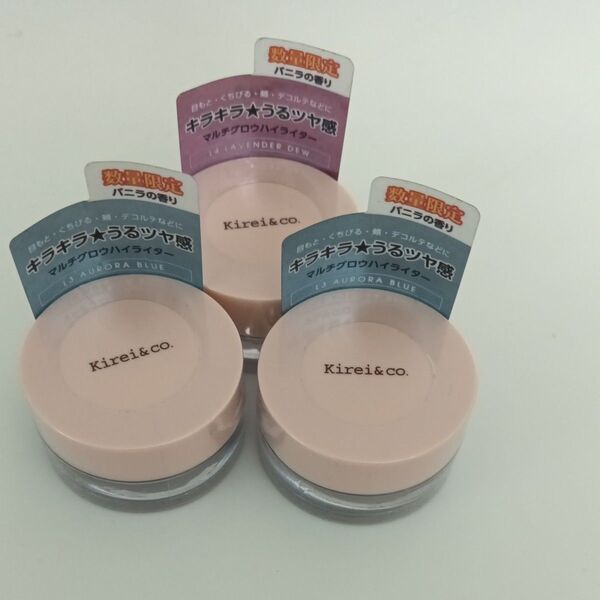 数量限定
バニラの香り
目もと・くちびる・頬・デコルテなどに
キラキラ★うるツヤ感
マルチグロウハイライター
14 LAVENDER DEW
Kirei&co.
数量限定
バニラの香り
目もと・くちびる・頬・デコルテなどに
キラキラ★うるツヤ感
マルチグロウハイライター
13 AURORA BLUE
Kirei&co.
数量限定
バニラの香り
目もと・くちびる・頬・デコルテなどに
キラキラ★うるツヤ感
マルチグロウハイライター
13 AURORA BLUE
Kirei&co.